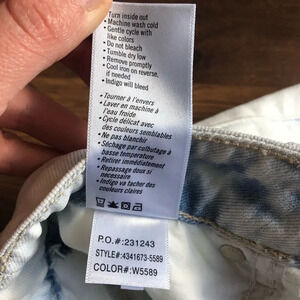 • Turn inside out
• Machine wash cold
• Gentle cycle with
like colors
• Do not bleach
• Tumble dry low
• Remove promptly
• Cool iron on reverse,
if needed
• Indigo will bleed
• Tourner à l'envers
• Laver en machine à
l'eau froide
• Cycle délicat avec
des couleurs semblables
• Ne pas blanchir
• Séchage par culbutage à
basse température
• Retirer immédiatement
• Repassage doux si
nécessaire
• Indigo va tacher des
couleurs claires
P.O.#:231243
STYLE#4341673-5589
COLOR#:W5589